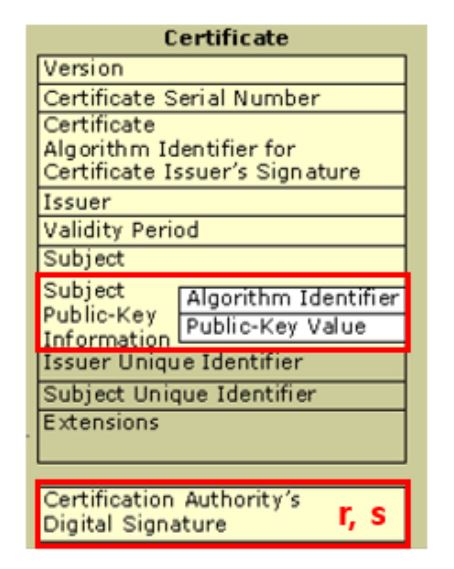 Certificate
Version
Certificate Serial Number
Certificate
Algorithm Identifier for
Certificate Issuer's Signature
Issuer
Validity Period
Subject
Subject
Public-Key
Information
Algorithm Identifier
Public-Key Value
Issuer Unique Identifier
Subject Unique Identifier
Extensions
Certification Authority's
Digital Signature
r, s